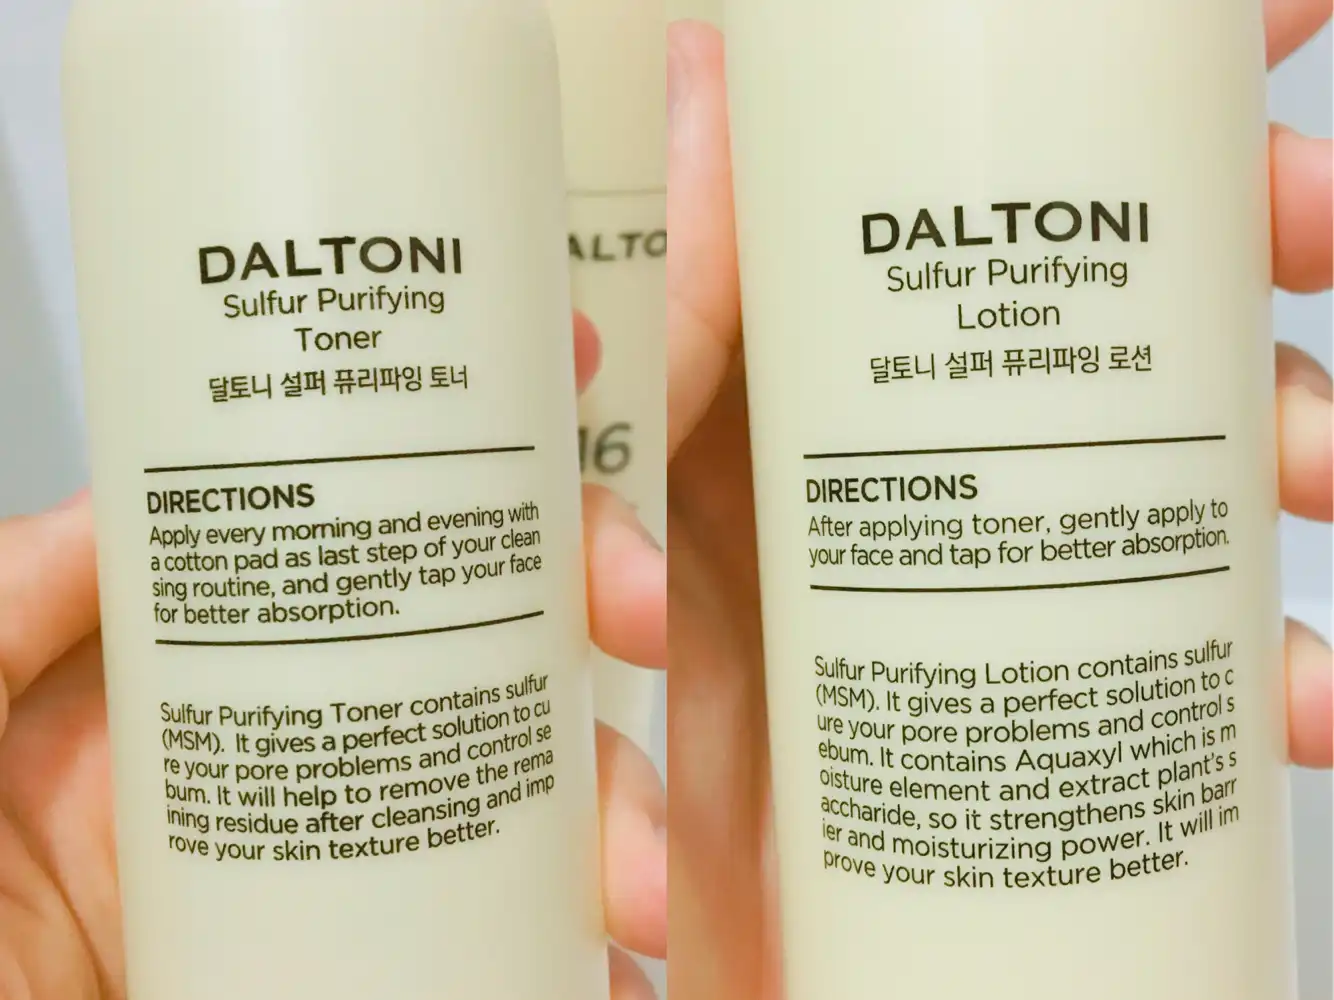 DALTONI
Sulfur Purifying
Toner
달토니 설퍼 퓨리파잉 토너
DIRECTIONS
Apply every morning and evening with
a cotton pad as last step of your clean
sing routine, and gently tap your face
for better absorption.
Sulfur Purifying Toner contains sulfur
(MSM). It gives a perfect solution to cu
re your pore problems and control se
bum. It will help to remove the rema
ining residue after cleansing and imp
rove your skin texture better.
ALTO
16
DALTONI
Sulfur Purifying
Lotion
달토니 설퍼 퓨리파잉 로션
DIRECTIONS
After applying toner, gently apply to
your face and tap for better absorption.
Sulfur Purifying Lotion contains sulfur
(MSM). It gives a perfect solution to c
ure your pore problems and control s
ebum. It contains Aquaxyl which is m
oisture element and extract plant's s
accharide, so it strengthens skin barr
ier and moisturizing power. It will im
prove your skin texture better.